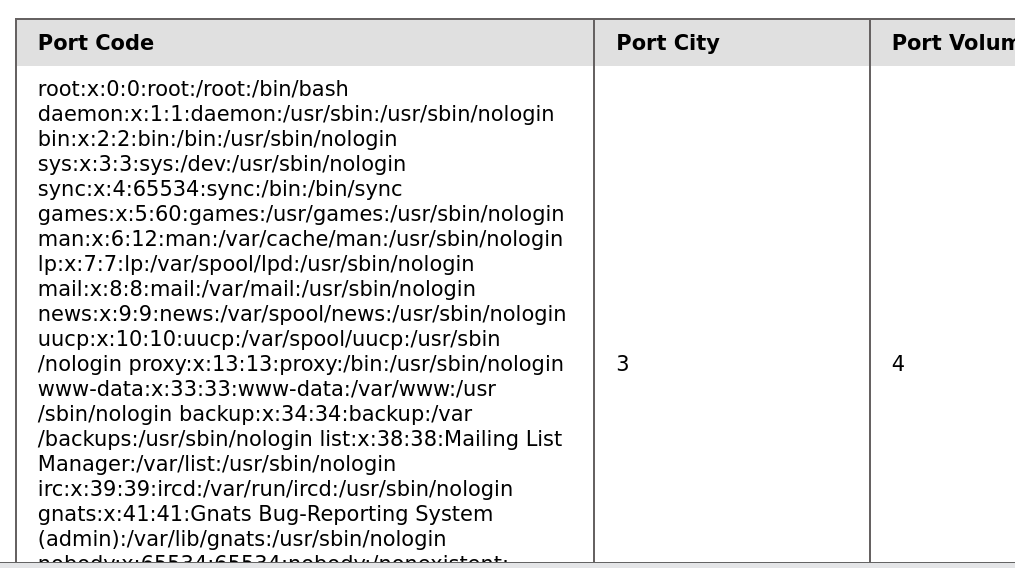 Port Code
Port City
Port Volum
root:x:0:0:root:/root:/bin/bash
daemon:x:1:1:daemon:/usr/sbin:/usr/sbin/nologin
bin:x:2:2:bin:/bin:/usr/sbin/nologin
sys:x:3:3:sys:/dev:/usr/sbin/nologin
sync:x:4:65534:sync:/bin:/bin/sync
games:x:5:60:games:/usr/games:/usr/sbin/nologin
man:x:6:12:man:/var/cache/man:/usr/sbin/nologin
lp:x:7:7:lp:/var/spool/lpd:/usr/sbin/nologin
mail:x:8:8:mail:/var/mail:/usr/sbin/nologin
news:x:9:9:news:/var/spool/news:/usr/sbin/nologin
uucp:x:10:10:uucp:/var/spool/uucp:/usr/sbin
/nologin proxy:x:13:13:proxy:/bin:/usr/sbin/nologin
www-data:x:33:33:www-data:/var/www:/usr
/sbin/nologin backup:x:34:34:backup:/var
/backups:/usr/sbin/nologin list:x:38:38:Mailing List
Manager:/var/list:/usr/sbin/nologin
irc:x:39:39:ircd:/var/run/ircd:/usr/sbin/nologin
gnats:x:41:41:Gnats Bug-Reporting System
(admin):/var/lib/gnats:/usr/sbin/nologin
nobody:x:65534:65534:nobody:/nonexistent:
3
4